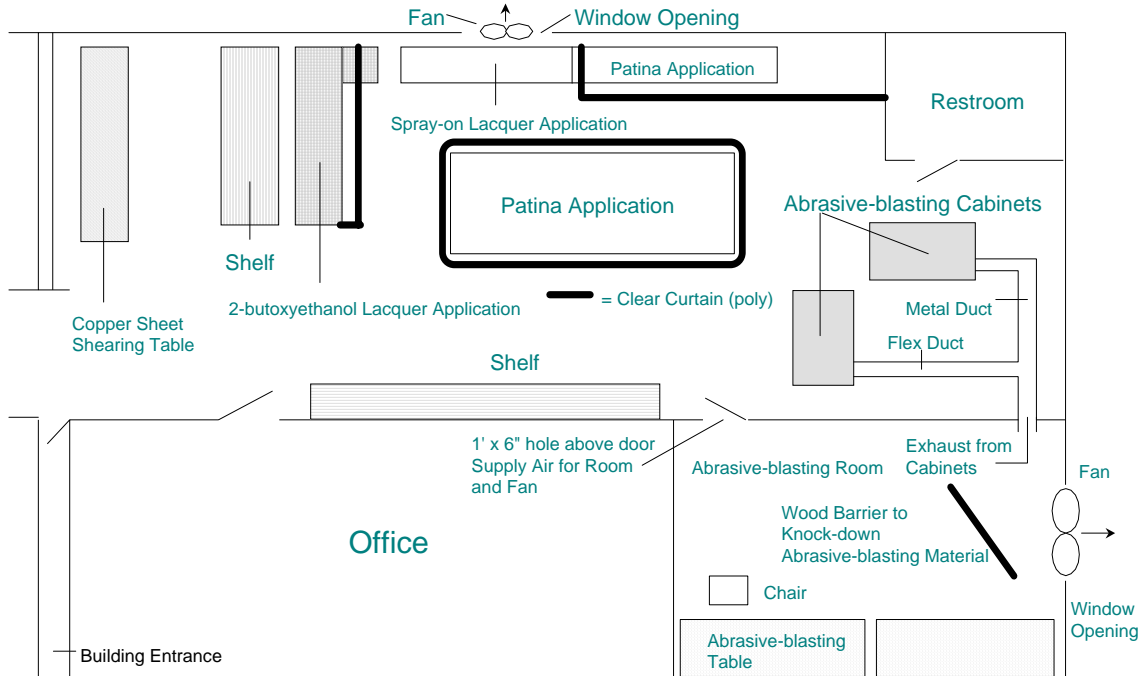 Fan
Window Opening
Patina Application
Restroom
Spray-on Lacquer Application
Patina Application
Abrasive-blasting Cabinets
Shelf
2-butoxyethanol Lacquer Application
= Clear Curtain (poly)
Metal Duct
Copper Sheet
Shearing Table
Flex Duct
Shelf
1' x 6" hole above door
Supply Air for Room
and Fan
Abrasive-blasting Room
Exhaust from
Cabinets
Fan
Wood Barrier to
Knock-down
Abrasive-blasting Material
Office
Chair
Window
Opening
Abrasive-blasting
Table
Building Entrance